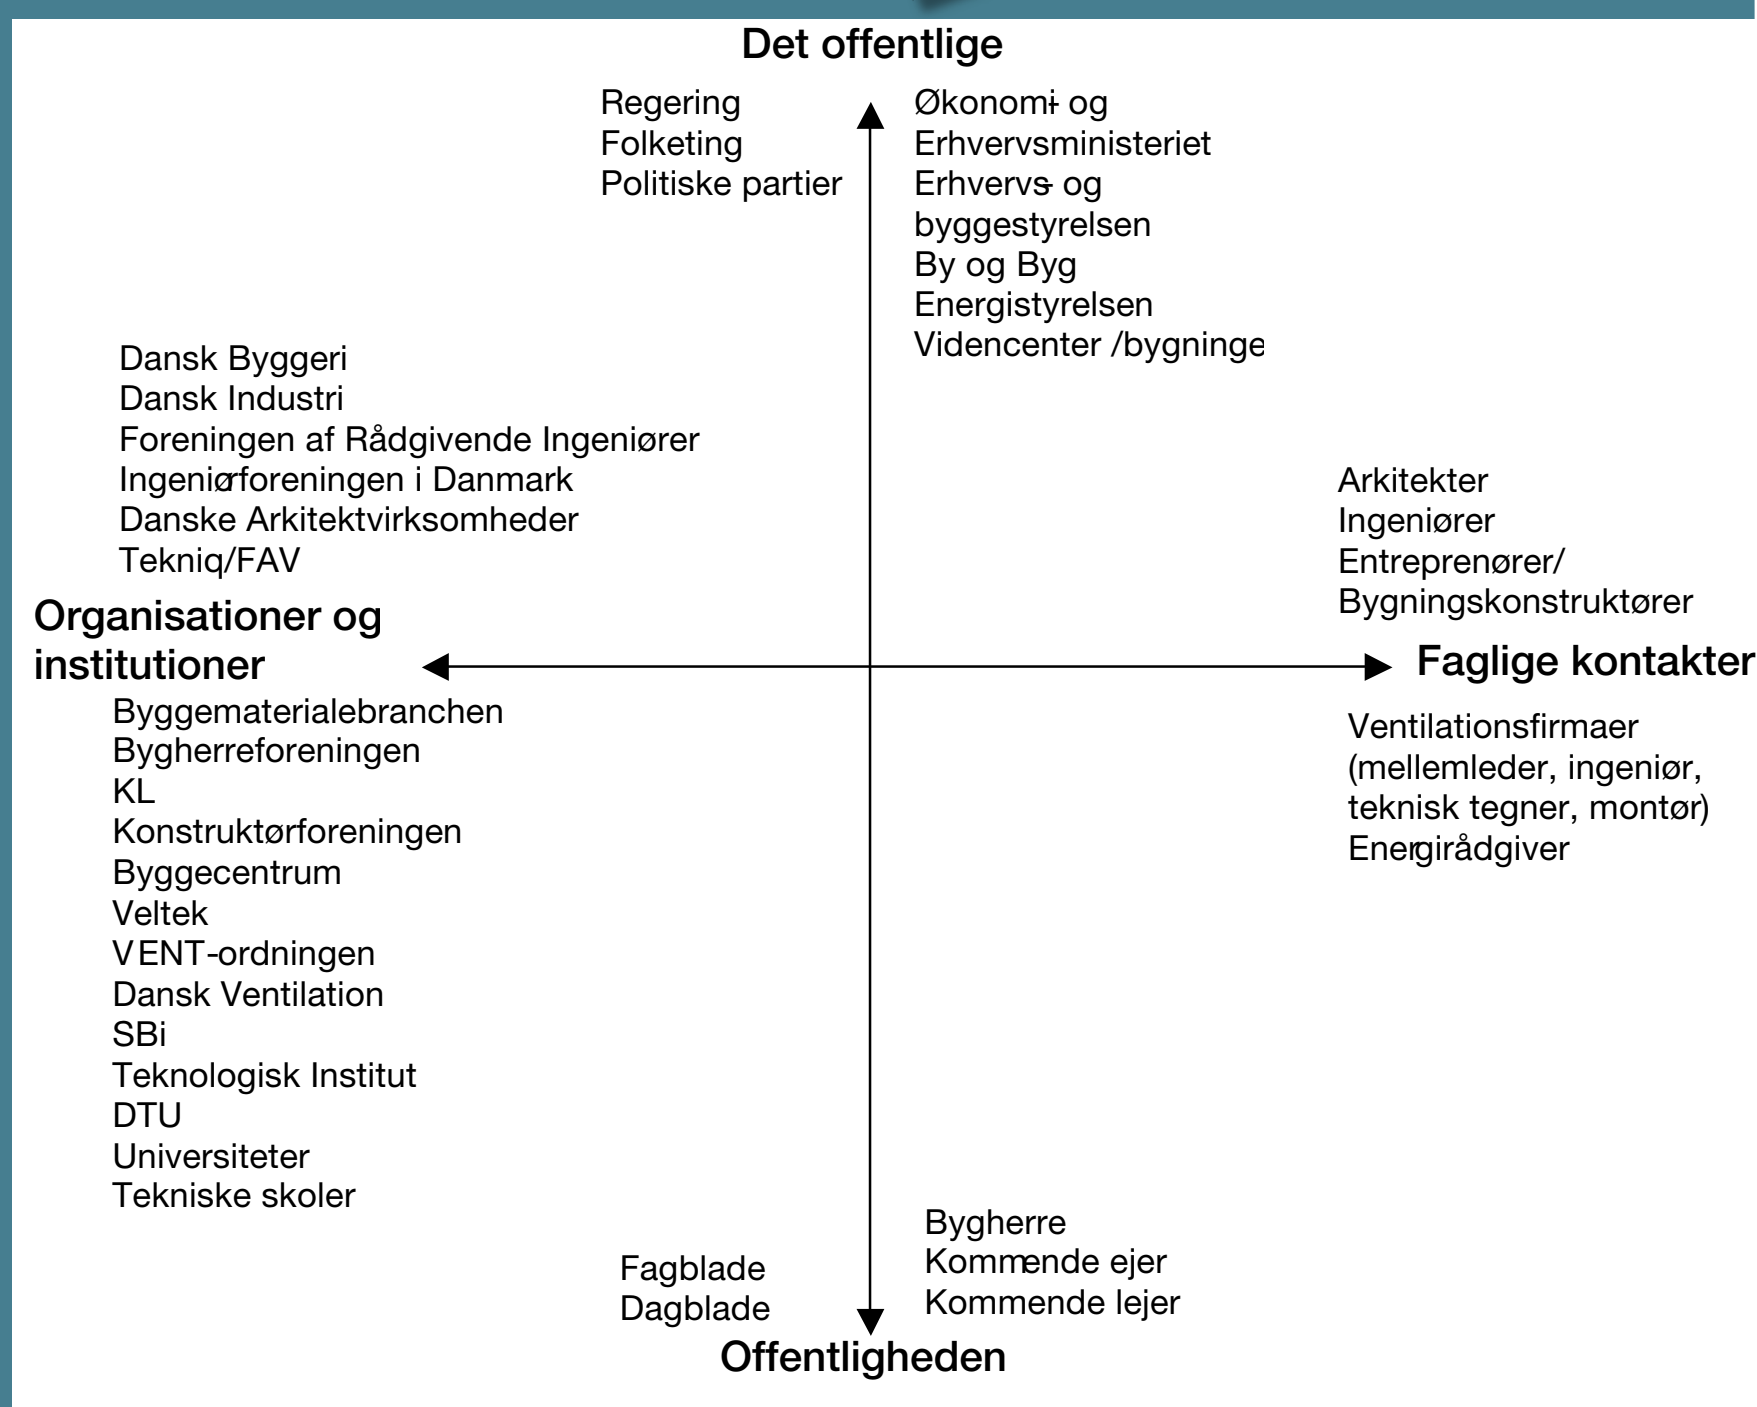 Det offentlige
Regering
Folketing
Politiske partier
Økonomi- og
Erhvervsministeriet
Erhvervs- og
byggestyrelsen
By og Byg
Energistyrelsen
Videncenter /bygninge
Dansk Byggeri
Dansk Industri
Foreningen af Rådgivende Ingeniører
Ingeniørforeningen i Danmark
Danske Arkitektvirksomheder
Tekniq/FAV
Arkitekter
Ingeniører
Entreprenører/
Bygningskonstruktører
Organisationer og
institutioner
Faglige kontakter
Byggematerialebranchen
Bygherreforeningen
KL
Konstruktørforeningen
Byggecentrum
Veltek
VENT-ordningen
Dansk Ventilation
SBi
Teknologisk Institut
DTU
Universiteter
Tekniske skoler
Ventilationsfirmaer
(mellemleder, ingeniør,
teknisk tegner, montør)
Energirådgiver
Fagblade
Dagblade
Bygherre
Kommende ejer
Kommende lejer
Offentligheden